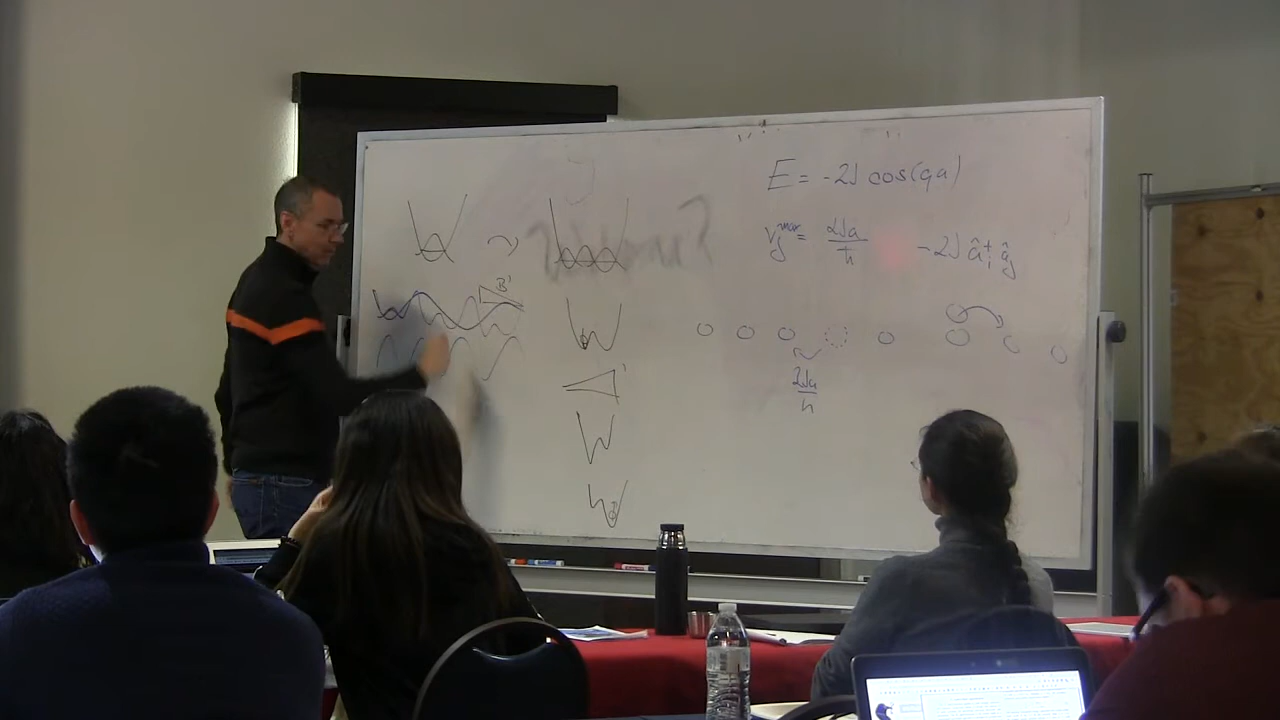 E = -2J cos(qa)
v_g^max = 2Ja/ħ
-2J â_i^† â_j
B'
2Ja/ħ